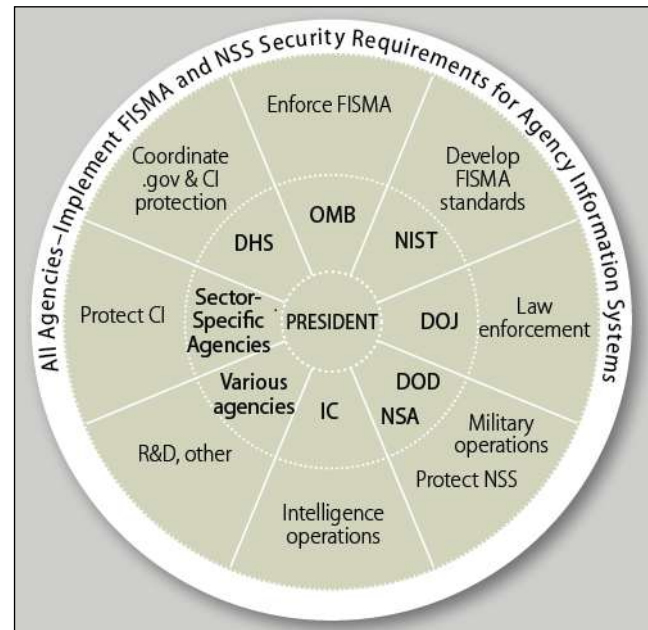 All Agencies–Implement FISMA and NSS Security Requirements for Agency Information Systems
Enforce FISMA
Develop
FISMA
standards
Law
enforcement
Military
operations
Protect NSS
Intelligence
operations
R&D, other
Protect CI
Coordinate
.gov & CI
protection
OMB
NIST
DOJ
DOD
NSA
IC
Various
agencies
Sector-
Specific
Agencies
DHS
PRESIDENT